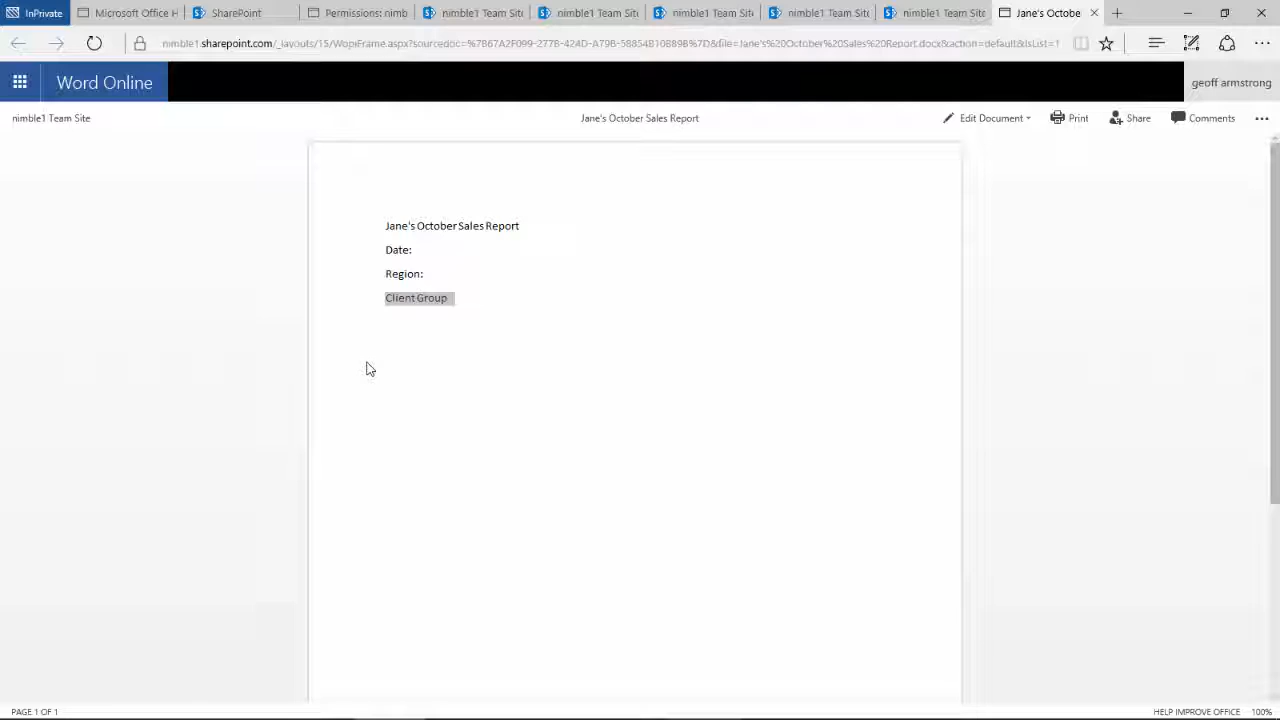 InPrivate
Microsoft Office H
SharePoint
Permissions: nimb
nimble1 Team Site
nimble1 Team Site
nimble1 Team Site
nimble1 Team Site
nimble1 Team Site
Jane's Octobe
Word Online
geoff armstrong
nimble1 Team Site
Jane's October Sales Report
Edit Document
Print
Share
Comments
Jane's October Sales Report
Date:
Region:
Client Group
PAGE 1 OF 1
HELP IMPROVE OFFICE
100%